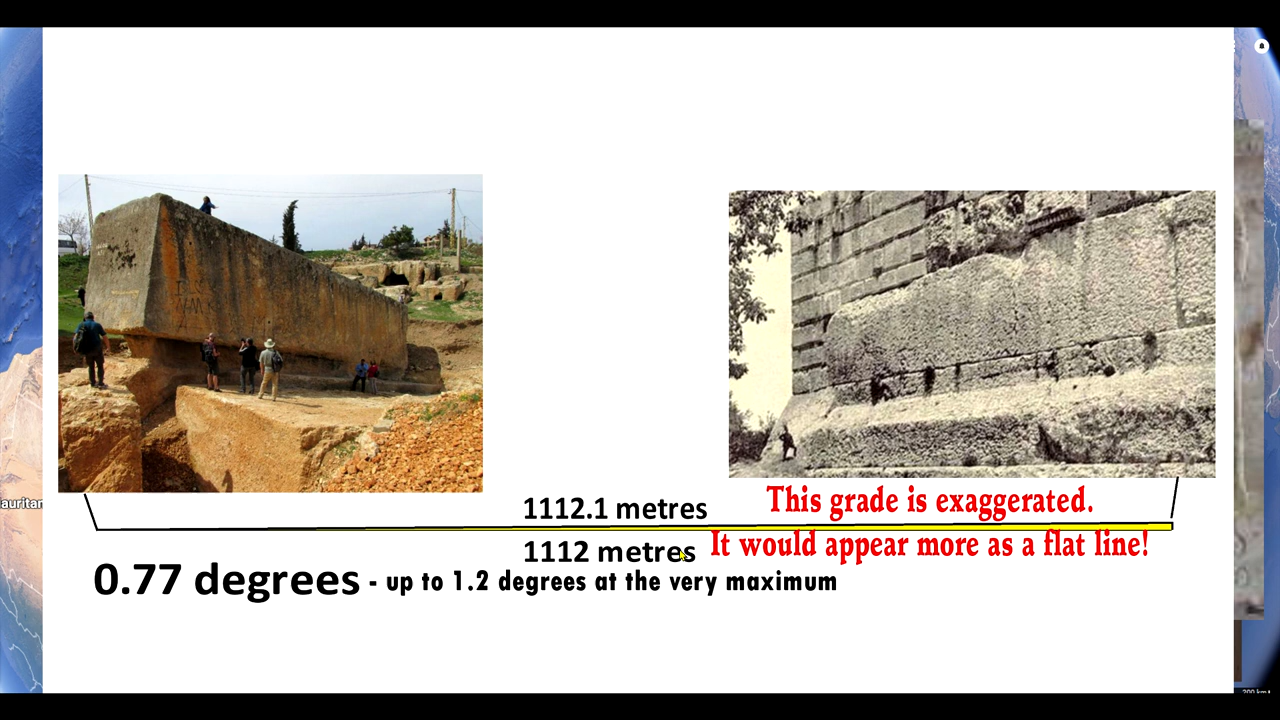 1112.1 metres
This grade is exaggerated.
1112 metres
It would appear more as a flat line!
0.77 degrees - up to 1.2 degrees at the very maximum
auritan